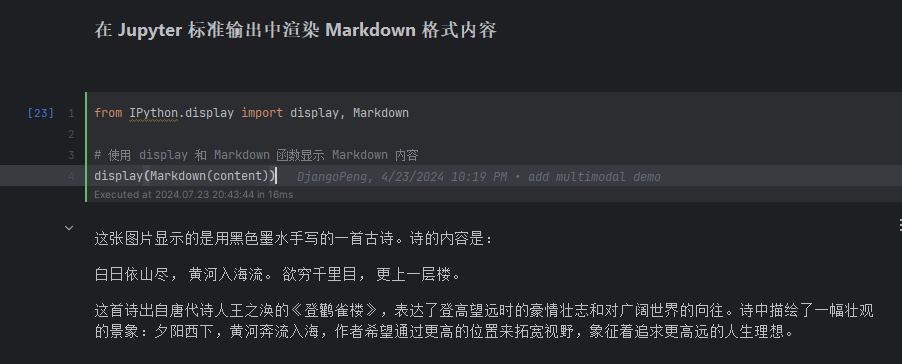 在 Jupyter 标准输出中渲染 Markdown 格式内容
[23] 1 from IPython.display import display, Markdown
2
3 # 使用 display 和 Markdown 函数显示 Markdown 内容
4 display(Markdown(content)) DjangoPeng, 4/23/2024 10:19 PM • add multimodal demo
Executed at 2024.07.23 20:43:44 in 16ms
这张图片显示的是用黑色墨水手写的一首古诗。诗的内容是：
白日依山尽， 黄河入海流。 欲穷千里目， 更上一层楼。
这首诗出自唐代诗人王之涣的《登鹳雀楼》，表达了登高望远时的豪情壮志和对广阔世界的向往。诗中描绘了一幅壮观
的景象：夕阳西下，黄河奔流入海，作者希望通过更高的位置来拓宽视野，象征着追求更高远的人生理想。